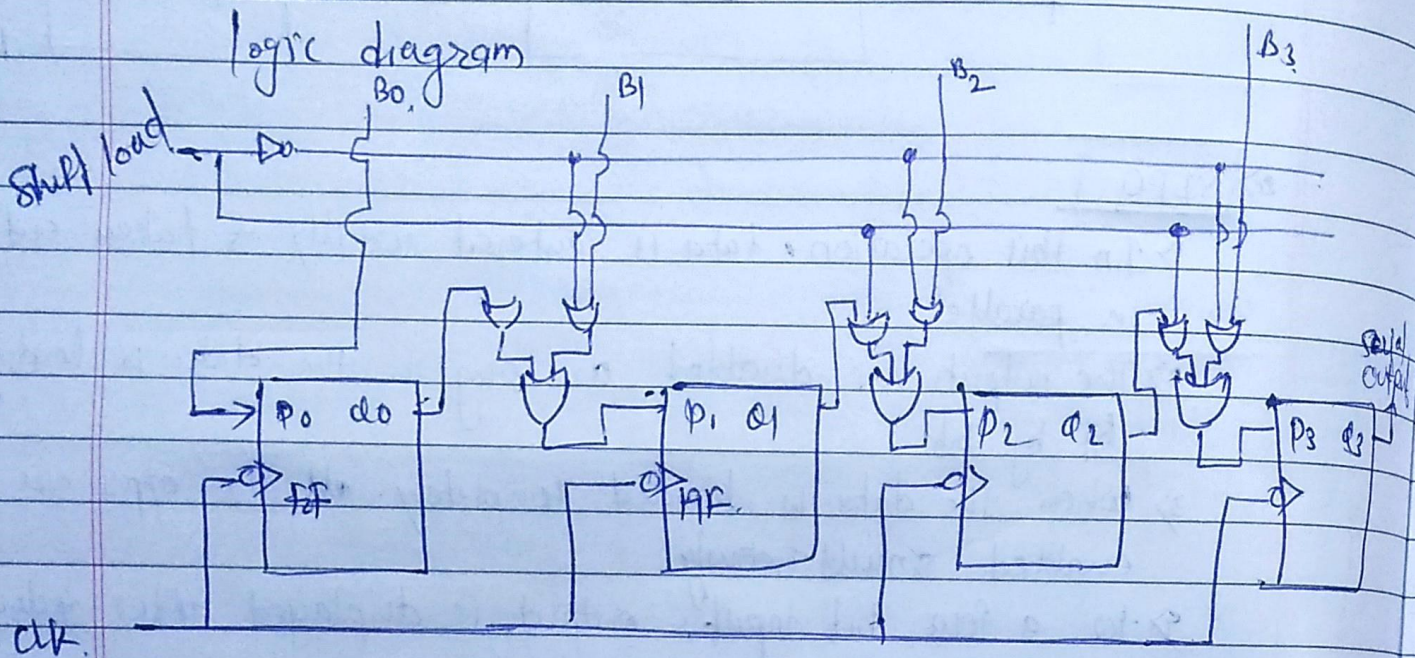 logic diagram
B0.
B1
B2
B3.
Shift load
serial
output
D0 Q0
D1 Q1
D2 Q2
D3 Q3
FF
FF.
clk.